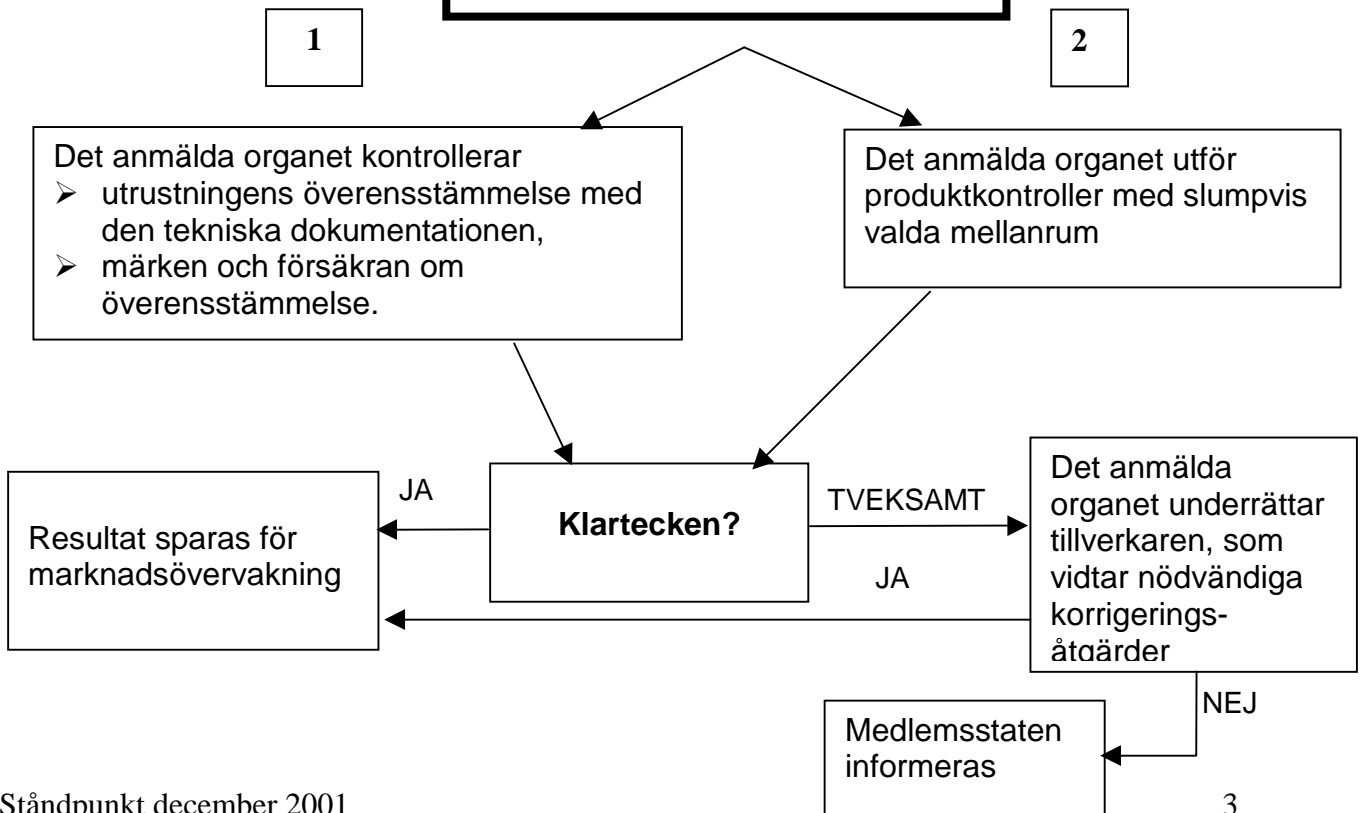 1
2
Det anmälda organet kontrollerar
➢ utrustningens överensstämmelse med
den tekniska dokumentationen,
➢ märken och försäkran om
överensstämmelse.
Det anmälda organet utför
produktkontroller med slumpvis
valda mellanrum
Resultat sparas för
marknadsövervakning
JA
Klartecken?
TVEKSAMT
JA
Det anmälda
organet underrättar
tillverkaren, som
vidtar nödvändiga
korrigerings-
åtgärder
NEJ
Medlemsstaten
informeras
Ståndpunkt december 2001
3